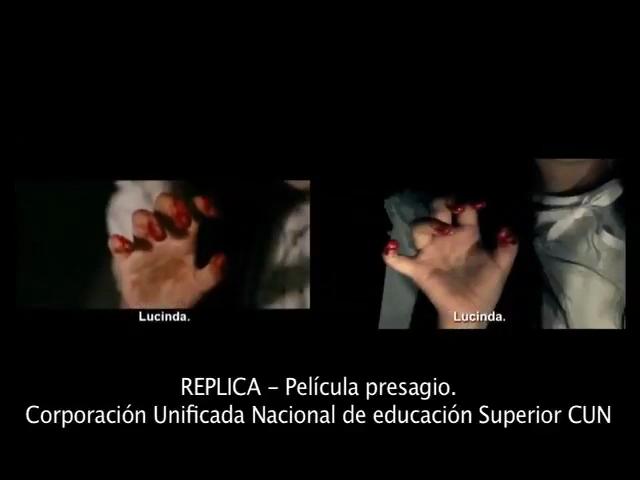 Lucinda.
Lucinda.
REPLICA – Película presagio.
Corporación Unificada Nacional de educación Superior CUN